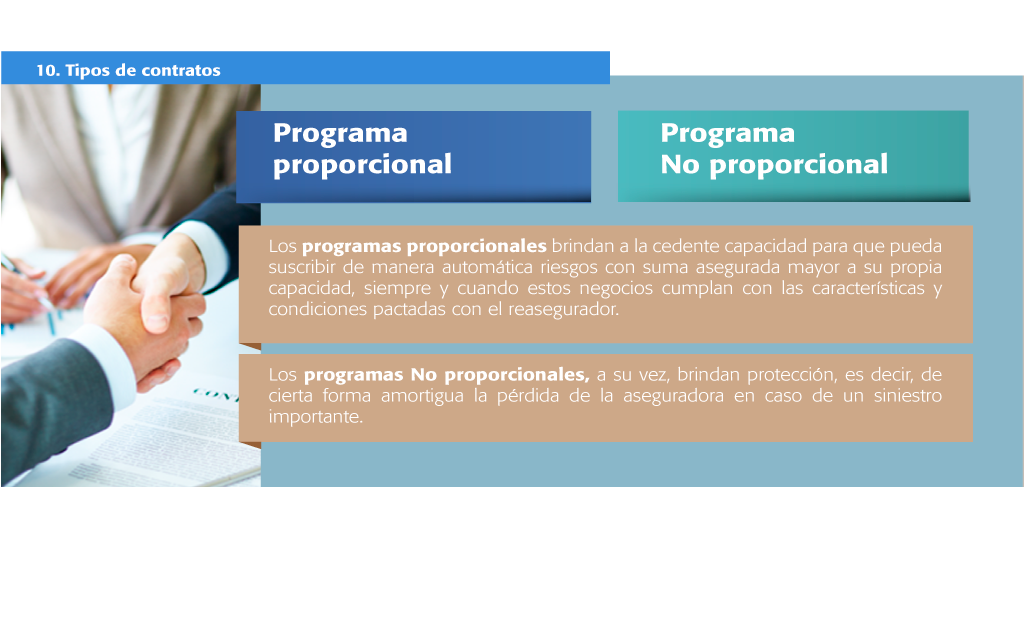 10. Tipos de contratos
Programa
proporcional
Programa
No proporcional
Los programas proporcionales brindan a la cedente capacidad para que pueda
suscribir de manera automática riesgos con suma asegurada mayor a su propia
capacidad, siempre y cuando estos negocios cumplan con las características y
condiciones pactadas con el reasegurador.
Los programas No proporcionales, a su vez, brindan protección, es decir, de
cierta forma amortigua la pérdida de la aseguradora en caso de un siniestro
importante.